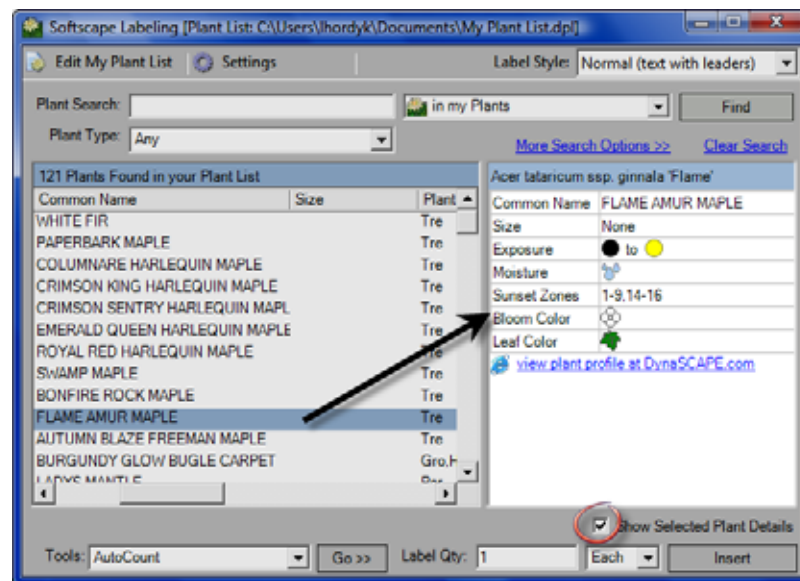 Softscape Labeling [Plant List: C:\Users\lhordyk\Documents\My Plant List.dpl]
Edit My Plant List Settings Label Style: Normal (text with leaders)
Plant Search: in my Plants Find
Plant Type: Any More Search Options >> Clear Search
121 Plants Found in your Plant List
Common Name Size Plant
WHITE FIR Tre
PAPERBARK MAPLE Tre
COLUMNARE HARLEQUIN MAPLE Tre
CRIMSON KING HARLEQUIN MAPLE Tre
CRIMSON SENTRY HARLEQUIN MAPL Tre
EMERALD QUEEN HARLEQUIN MAPLE Tre
ROYAL RED HARLEQUIN MAPLE Tre
SWAMP MAPLE Tre
BONFIRE ROCK MAPLE Tre
FLAME AMUR MAPLE Tre
AUTUMN BLAZE FREEMAN MAPLE Tre
BURGUNDY GLOW BUGLE CARPET Gro,H
LADYS MANTLE Per
Acer tataricum ssp. ginnala 'Flame'
Common Name FLAME AMUR MAPLE
Size None
Exposure to
Moisture
Sunset Zones 1-9,14-16
Bloom Color
Leaf Color
view plant profile at DynaSCAPE.com
Show Selected Plant Details
Tools: AutoCount Go >> Label Qty: 1 Each Insert